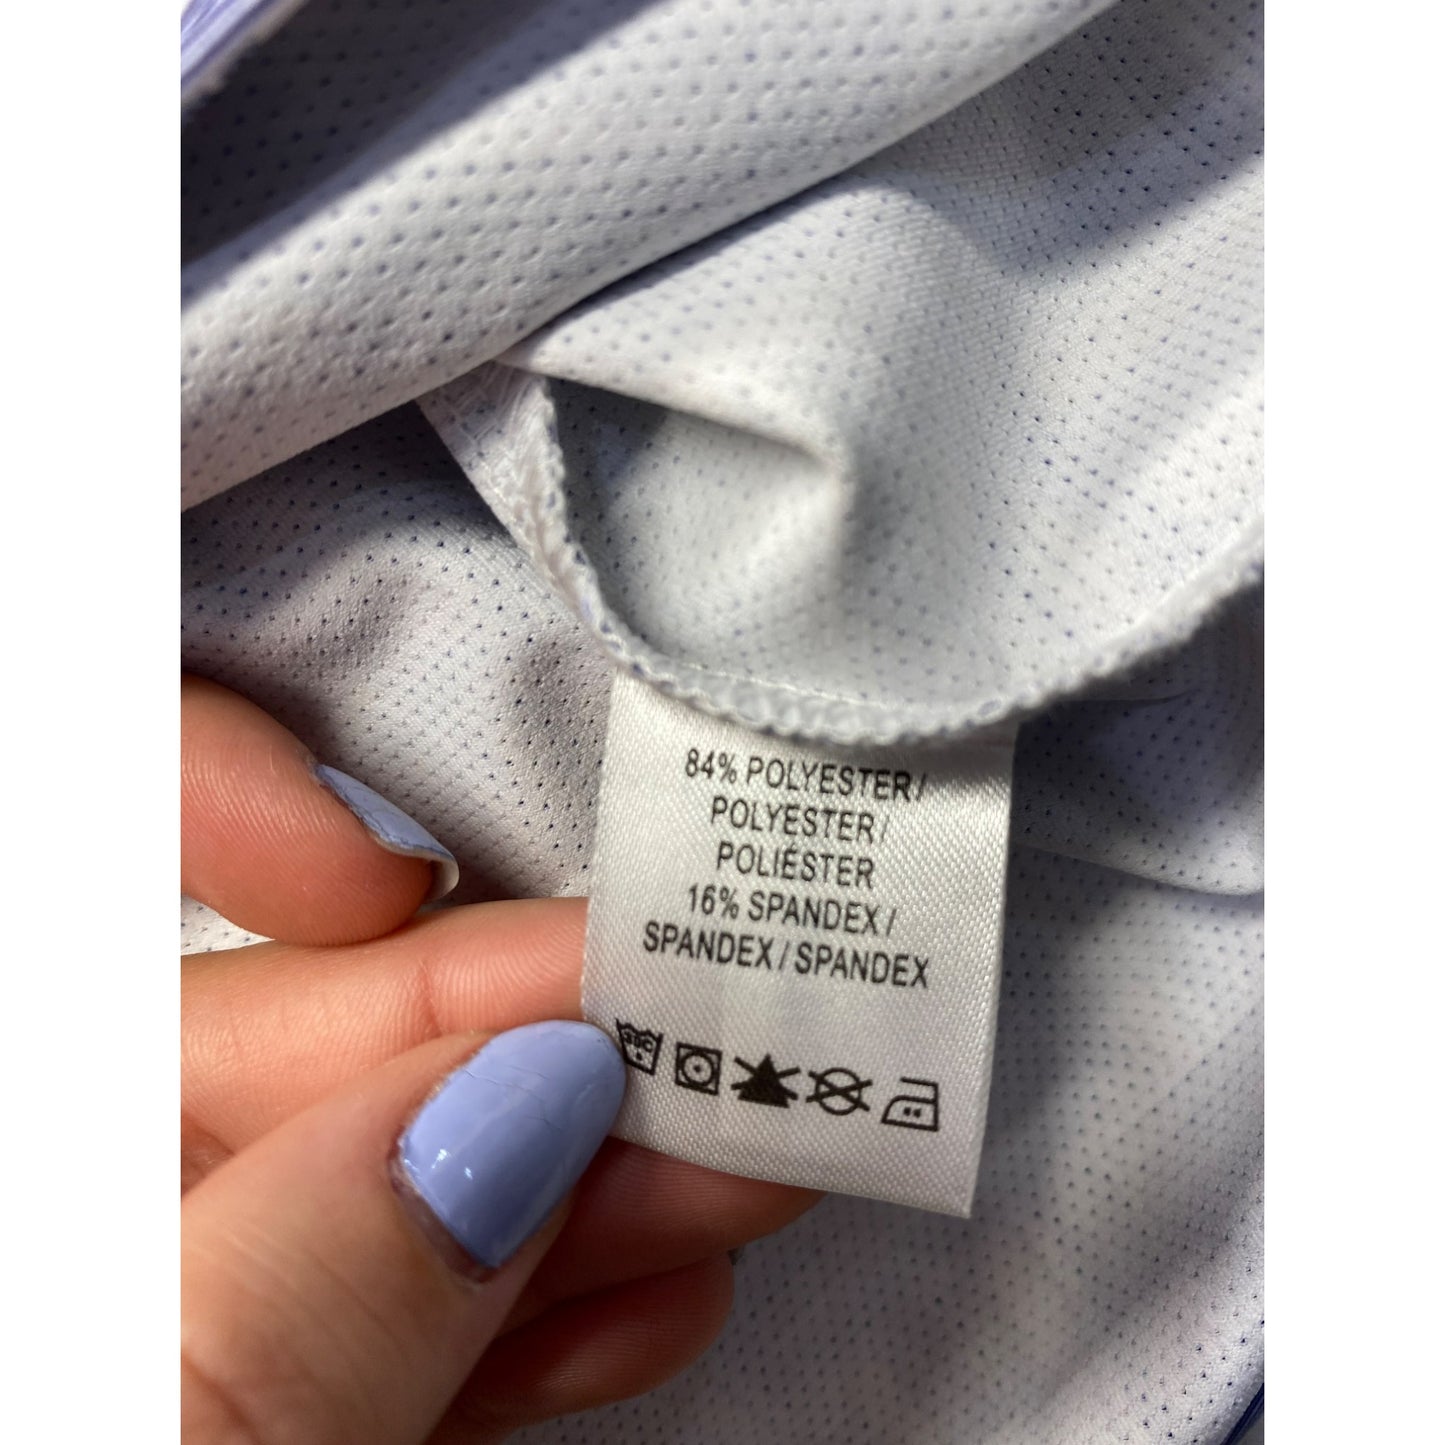 84% POLYESTER/
POLYESTER/
POLIÉSTER
16% SPANDEX/
SPANDEX/SPANDEX